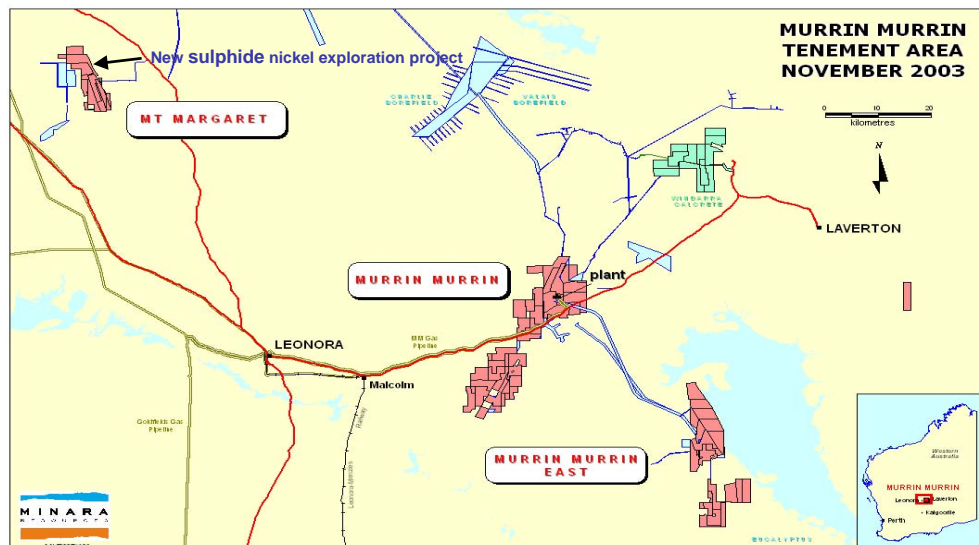 MURRIN MURRIN
TENEMENT AREA
NOVEMBER 2003
New sulphide nickel exploration project
MT MARGARET
CHARLIE
BOREFIELD
VALAIS
BOREFIELD
0 10 20
kilometres
N
WINDARRA
CALCRETE
LAVERTON
MURRIN MURRIN
plant
MM Gas
Pipeline
LEONORA
Malcolm
Goldfields Gas
Pipeline
Railway
Leonora-Menzies
MURRIN MURRIN
EAST
Western
Australia
MURRIN MURRIN
Leonora
Laverton
Kalgoorlie
Perth
MINARA
RESOURCES